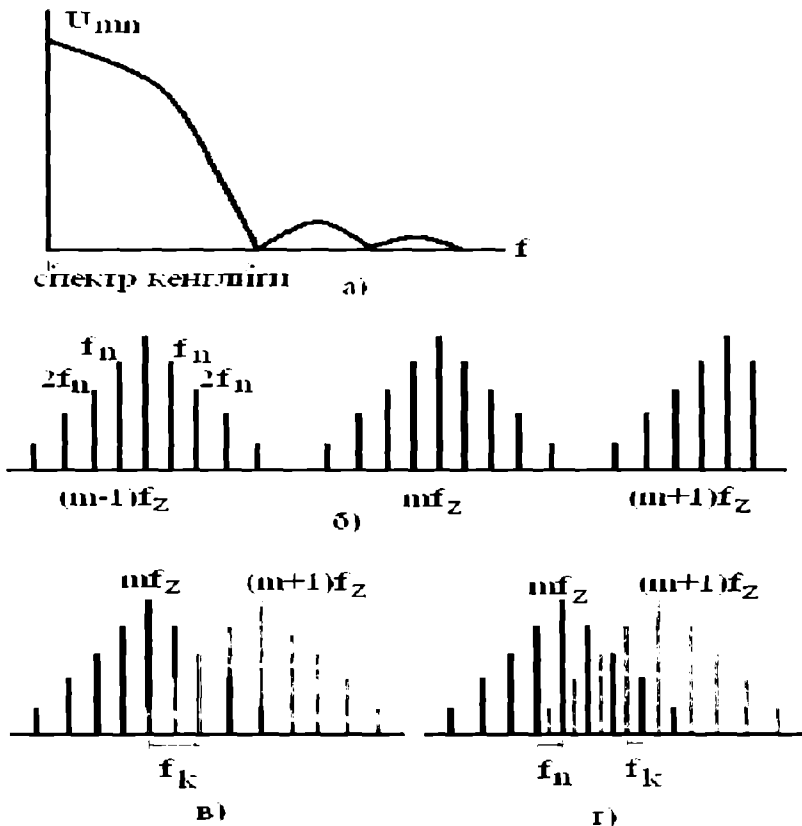 Umn
f
спектр кенглиги
а)
fn fn
2fn 2fn
(m-1)fz mfz (m+1)fz
б)
mfz (m+1)fz mfz (m+1)fz
fk fn fk
в) г)